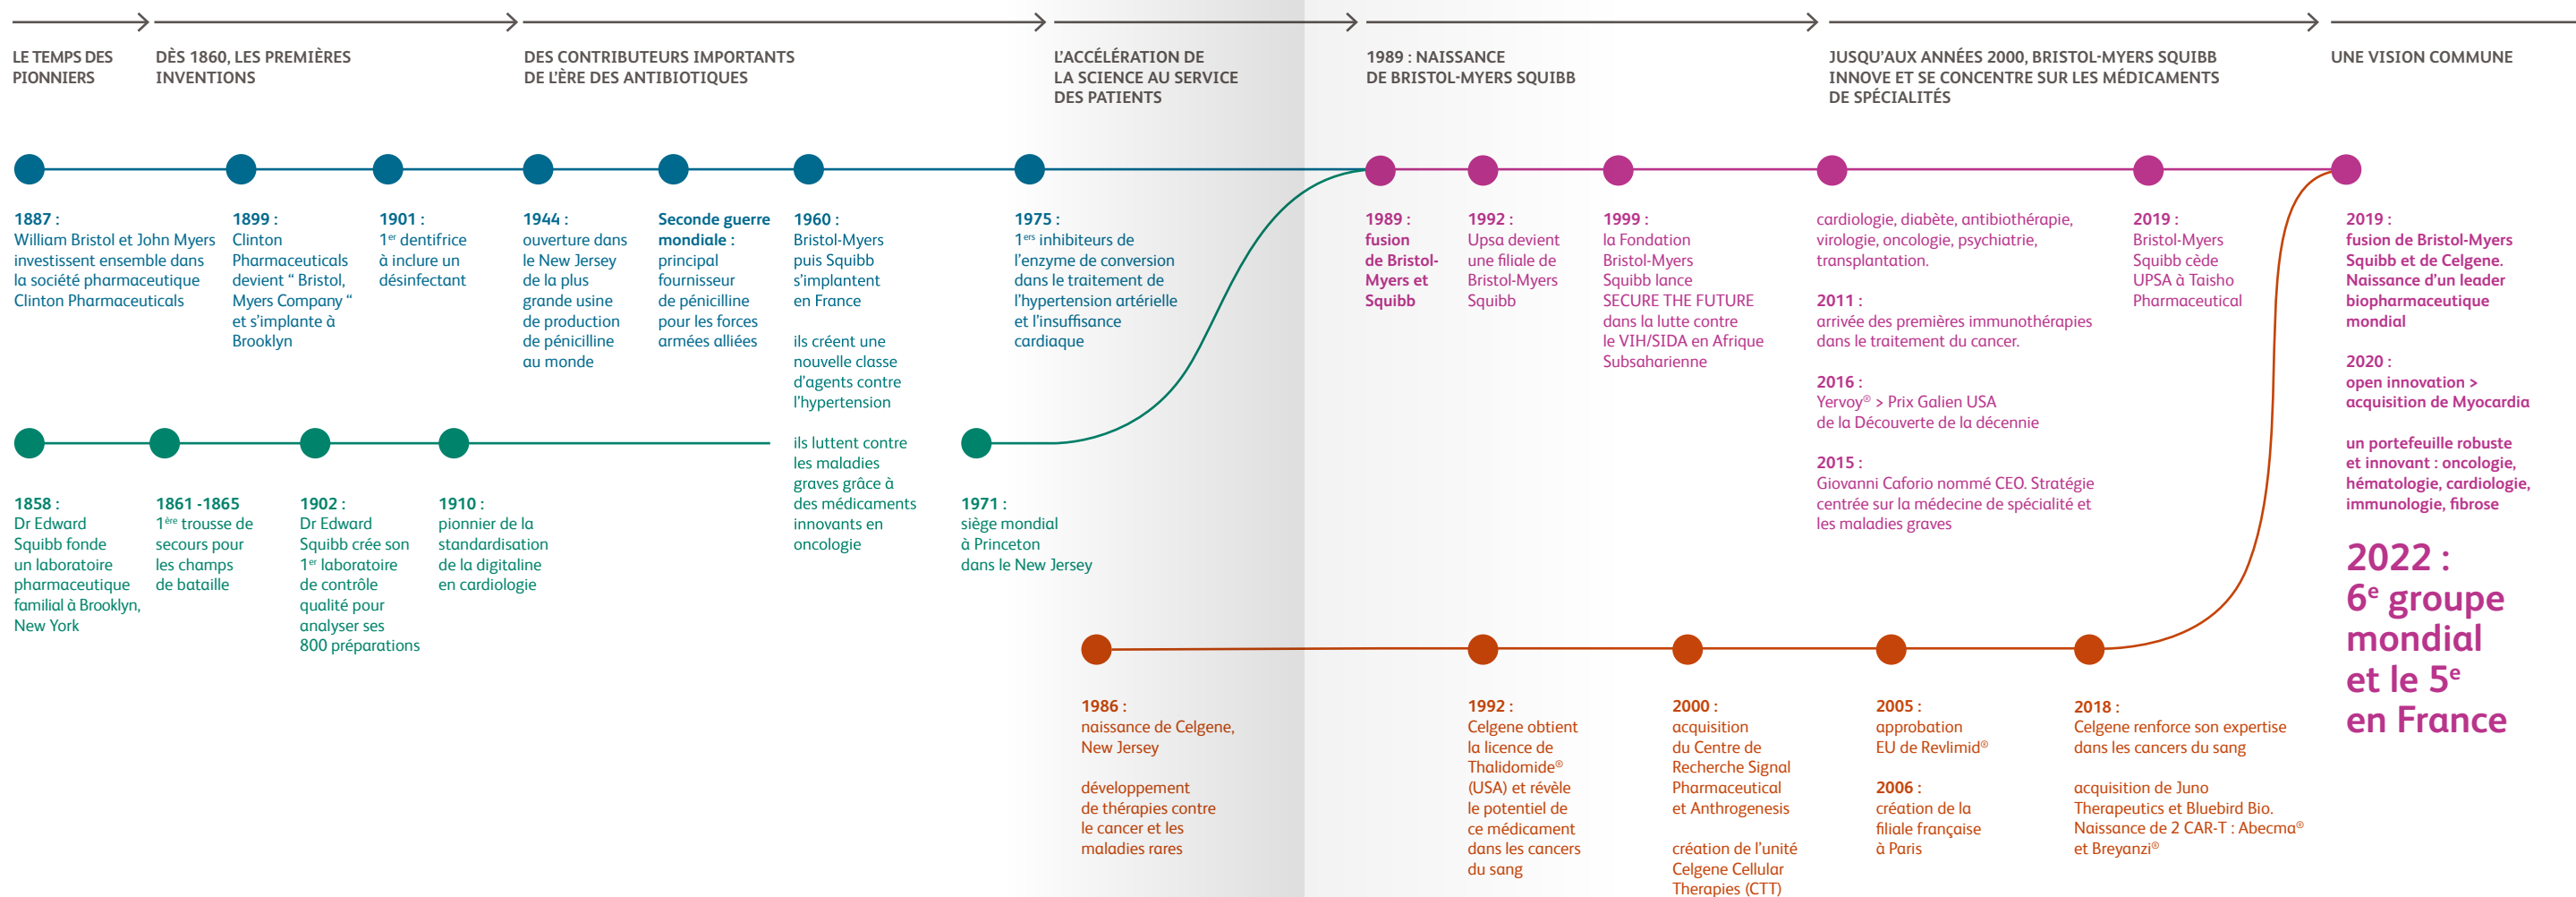 LE TEMPS DES
PIONNIERS
DÈS 1860, LES PREMIÈRES
INVENTIONS
DES CONTRIBUTEURS IMPORTANTS
DE L'ÈRE DES ANTIBIOTIQUES
L'ACCÉLÉRATION DE
LA SCIENCE AU SERVICE
DES PATIENTS
1989 : NAISSANCE
DE BRISTOL-MYERS SQUIBB
JUSQU'AUX ANNÉES 2000, BRISTOL-MYERS SQUIBB
INNOVE ET SE CONCENTRE SUR LES MÉDICAMENTS
DE SPÉCIALITÉS
UNE VISION COMMUNE
1887 :
William Bristol et John Myers
investissent ensemble dans
la société pharmaceutique
Clinton Pharmaceuticals
1899 :
Clinton
Pharmaceuticals
devient “ Bristol,
Myers Company “
et s'implante à
Brooklyn
1901 :
1er dentifrice
à inclure un
désinfectant
1944 :
ouverture dans
le New Jersey
de la plus
grande usine
de production
de pénicilline
au monde
Seconde guerre
mondiale :
principal
fournisseur
de pénicilline
pour les forces
armées alliées
1960 :
Bristol-Myers
puis Squibb
s'implantent
en France
ils créent une
nouvelle classe
d'agents contre
l'hypertension
ils luttent contre
les maladies
graves grâce à
des médicaments
innovants en
oncologie
1975 :
1ers inhibiteurs de
l'enzyme de conversion
dans le traitement de
l'hypertension artérielle
et l'insuffisance
cardiaque
1989 :
fusion
de Bristol-
Myers et
Squibb
1992 :
Upsa devient
une filiale de
Bristol-Myers
Squibb
1999 :
la Fondation
Bristol-Myers
Squibb lance
SECURE THE FUTURE
dans la lutte contre
le VIH/SIDA en Afrique
Subsaharienne
cardiologie, diabète, antibiothérapie,
virologie, oncologie, psychiatrie,
transplantation.
2011 :
arrivée des premières immunothérapies
dans le traitement du cancer.
2016 :
Yervoy® > Prix Galien USA
de la Découverte de la décennie
2015 :
Giovanni Caforio nommé CEO. Stratégie
centrée sur la médecine de spécialité et
les maladies graves
2019 :
Bristol-Myers
Squibb cède
UPSA à Taisho
Pharmaceutical
2019 :
fusion de Bristol-Myers
Squibb et de Celgene.
Naissance d'un leader
biopharmaceutique
mondial
2020 :
open innovation >
acquisition de Myocardia
un portefeuille robuste
et innovant : oncologie,
hématologie, cardiologie,
immunologie, fibrose
2022 :
6e groupe
mondial
et le 5e
en France
1858 :
Dr Edward
Squibb fonde
un laboratoire
pharmaceutique
familial à Brooklyn,
New York
1861 -1865
1ère trousse de
secours pour
les champs
de bataille
1902 :
Dr Edward
Squibb crée son
1er laboratoire
de contrôle
qualité pour
analyser ses
800 préparations
1910 :
pionnier de la
standardisation
de la digitaline
en cardiologie
1971 :
siège mondial
à Princeton
dans le New Jersey
1986 :
naissance de Celgene,
New Jersey
développement
de thérapies contre
le cancer et les
maladies rares
1992 :
Celgene obtient
la licence de
Thalidomide®
(USA) et révèle
le potentiel de
ce médicament
dans les cancers
du sang
2000 :
acquisition
du Centre de
Recherche Signal
Pharmaceutical
et Anthrogenesis
création de l'unité
Celgene Cellular
Therapies (CTT)
2005 :
approbation
EU de Revlimid®
2006 :
création de la
filiale française
à Paris
2018 :
Celgene renforce son expertise
dans les cancers du sang
acquisition de Juno
Therapeutics et Bluebird Bio.
Naissance de 2 CAR-T : Abecma®
et Breyanzi®